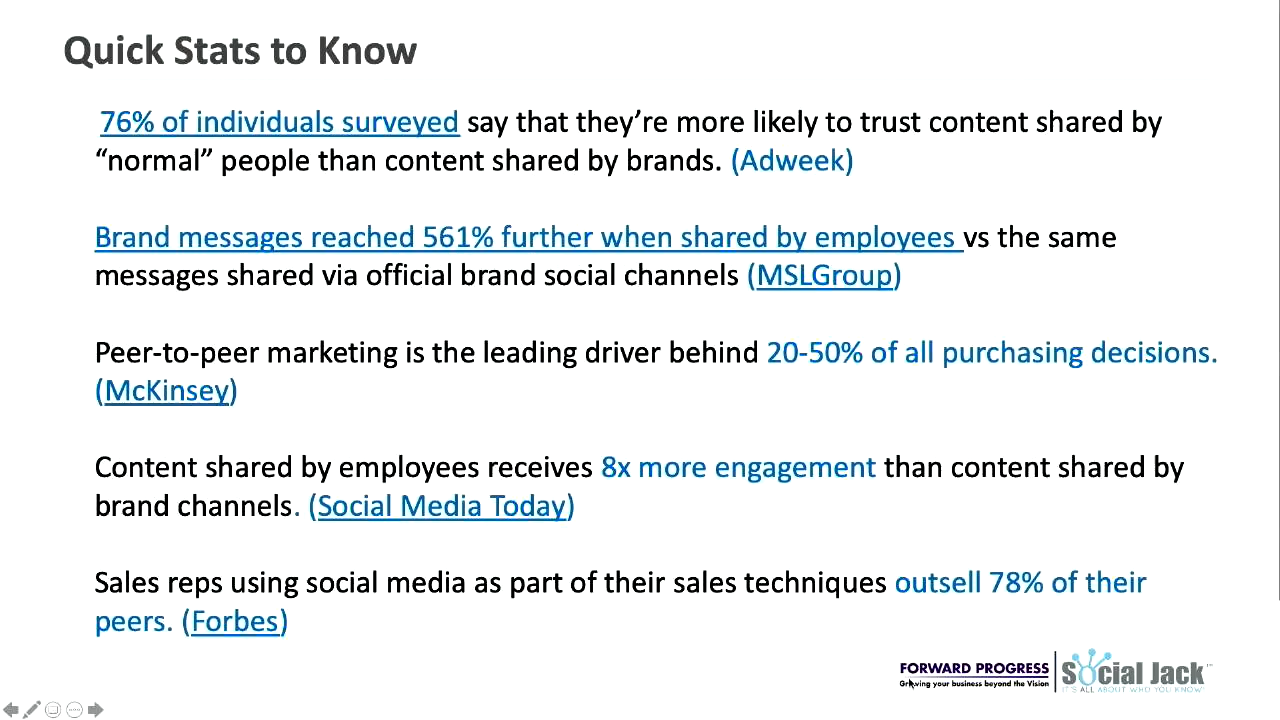 Quick Stats to Know
76% of individuals surveyed say that they’re more likely to trust content shared by
“normal” people than content shared by brands. (Adweek)
Brand messages reached 561% further when shared by employees vs the same
messages shared via official brand social channels (MSLGroup)
Peer-to-peer marketing is the leading driver behind 20-50% of all purchasing decisions.
(McKinsey)
Content shared by employees receives 8x more engagement than content shared by
brand channels. (Social Media Today)
Sales reps using social media as part of their sales techniques outsell 78% of their
peers. (Forbes)
FORWARD PROGRESS
Growing your business beyond the Vision
Social Jack™
IT'S ALL ABOUT WHO YOU KNOW